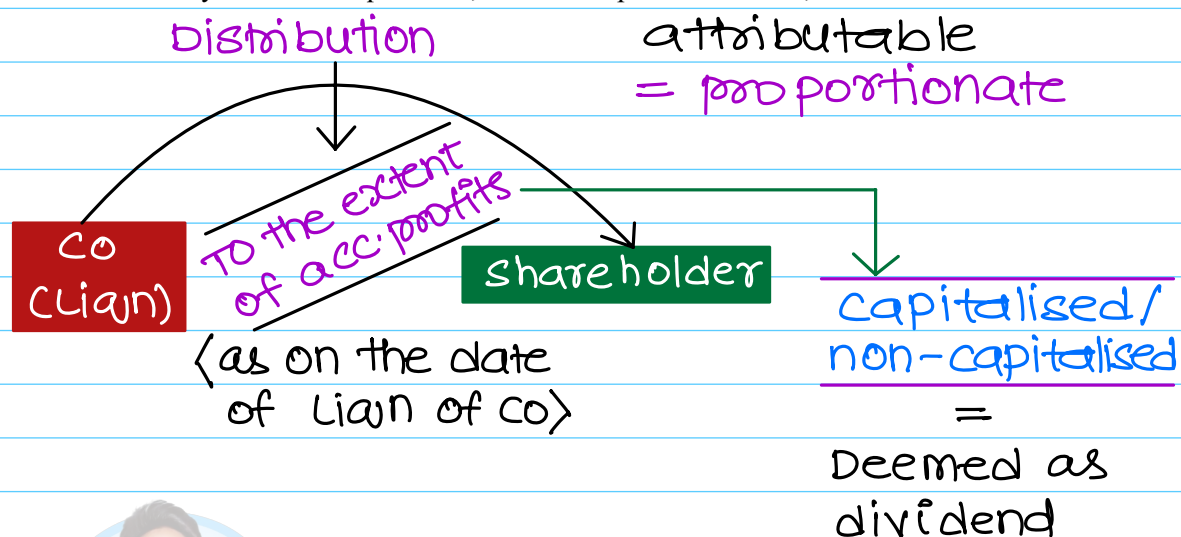 Distribution
attributable
= proportionate
To the extent
of acc. profits
CO
(Liqn)
Shareholder
Capitalised/
non-capitalised
=
Deemed as
dividend
<as on the date
of Liqn of CO>